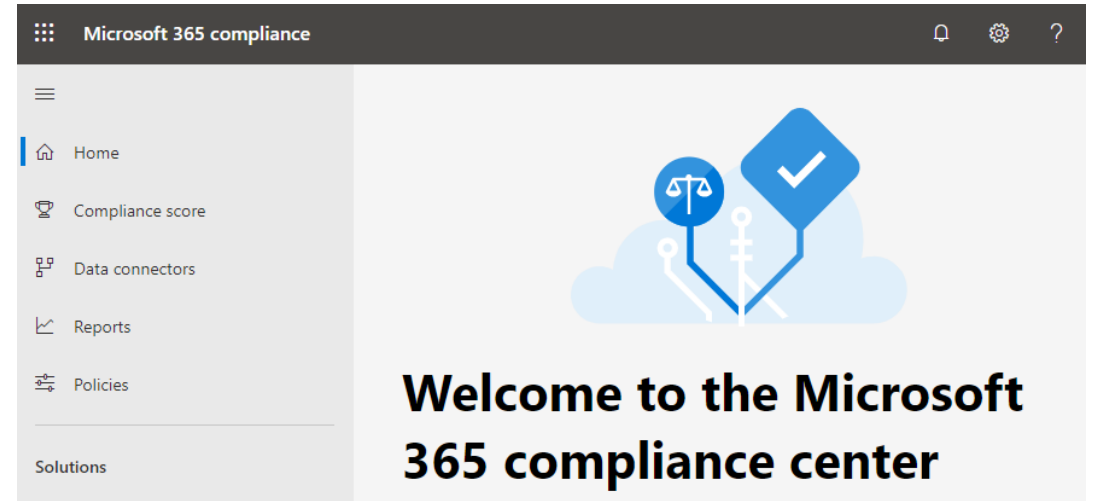 Microsoft 365 compliance
?
Home
Compliance score
Data connectors
Reports
Policies
Solutions
Welcome to the Microsoft
365 compliance center